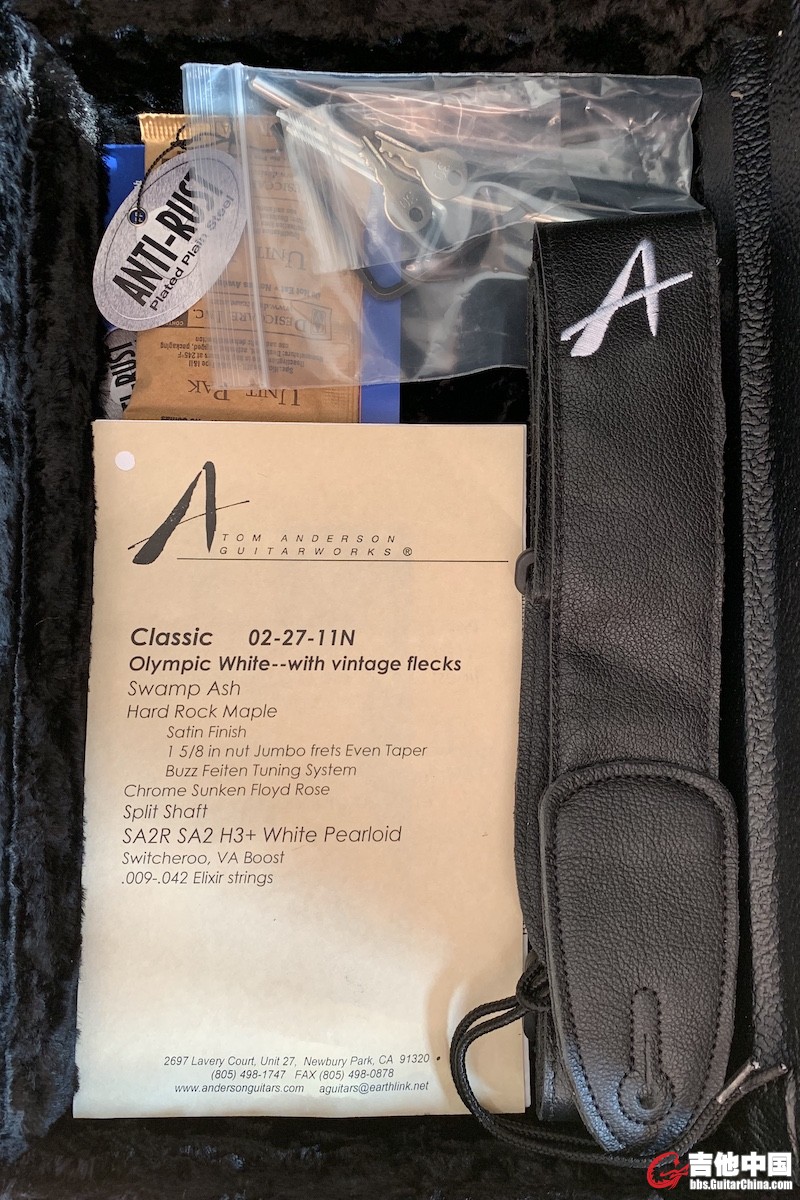 ANTI-RUST
Plated Plain Steel
DESICCARE, INC.
UNIT PAK
TOM ANDERSON
GUITARWORKS ®
Classic 02-27-11N
Olympic White--with vintage flecks
Swamp Ash
Hard Rock Maple
Satin Finish
1 5/8 in nut Jumbo frets Even Taper
Buzz Feiten Tuning System
Chrome Sunken Floyd Rose
Split Shaft
SA2R SA2 H3+ White Pearloid
Switcheroo, VA Boost
.009-.042 Elixir strings
2697 Lavery Court, Unit 27, Newbury Park, CA 91320
(805) 498-1747 FAX (805) 498-0878
www.andersonguitars.com aguitars@earthlink.net
吉他中国
bbs.GuitarChina.com